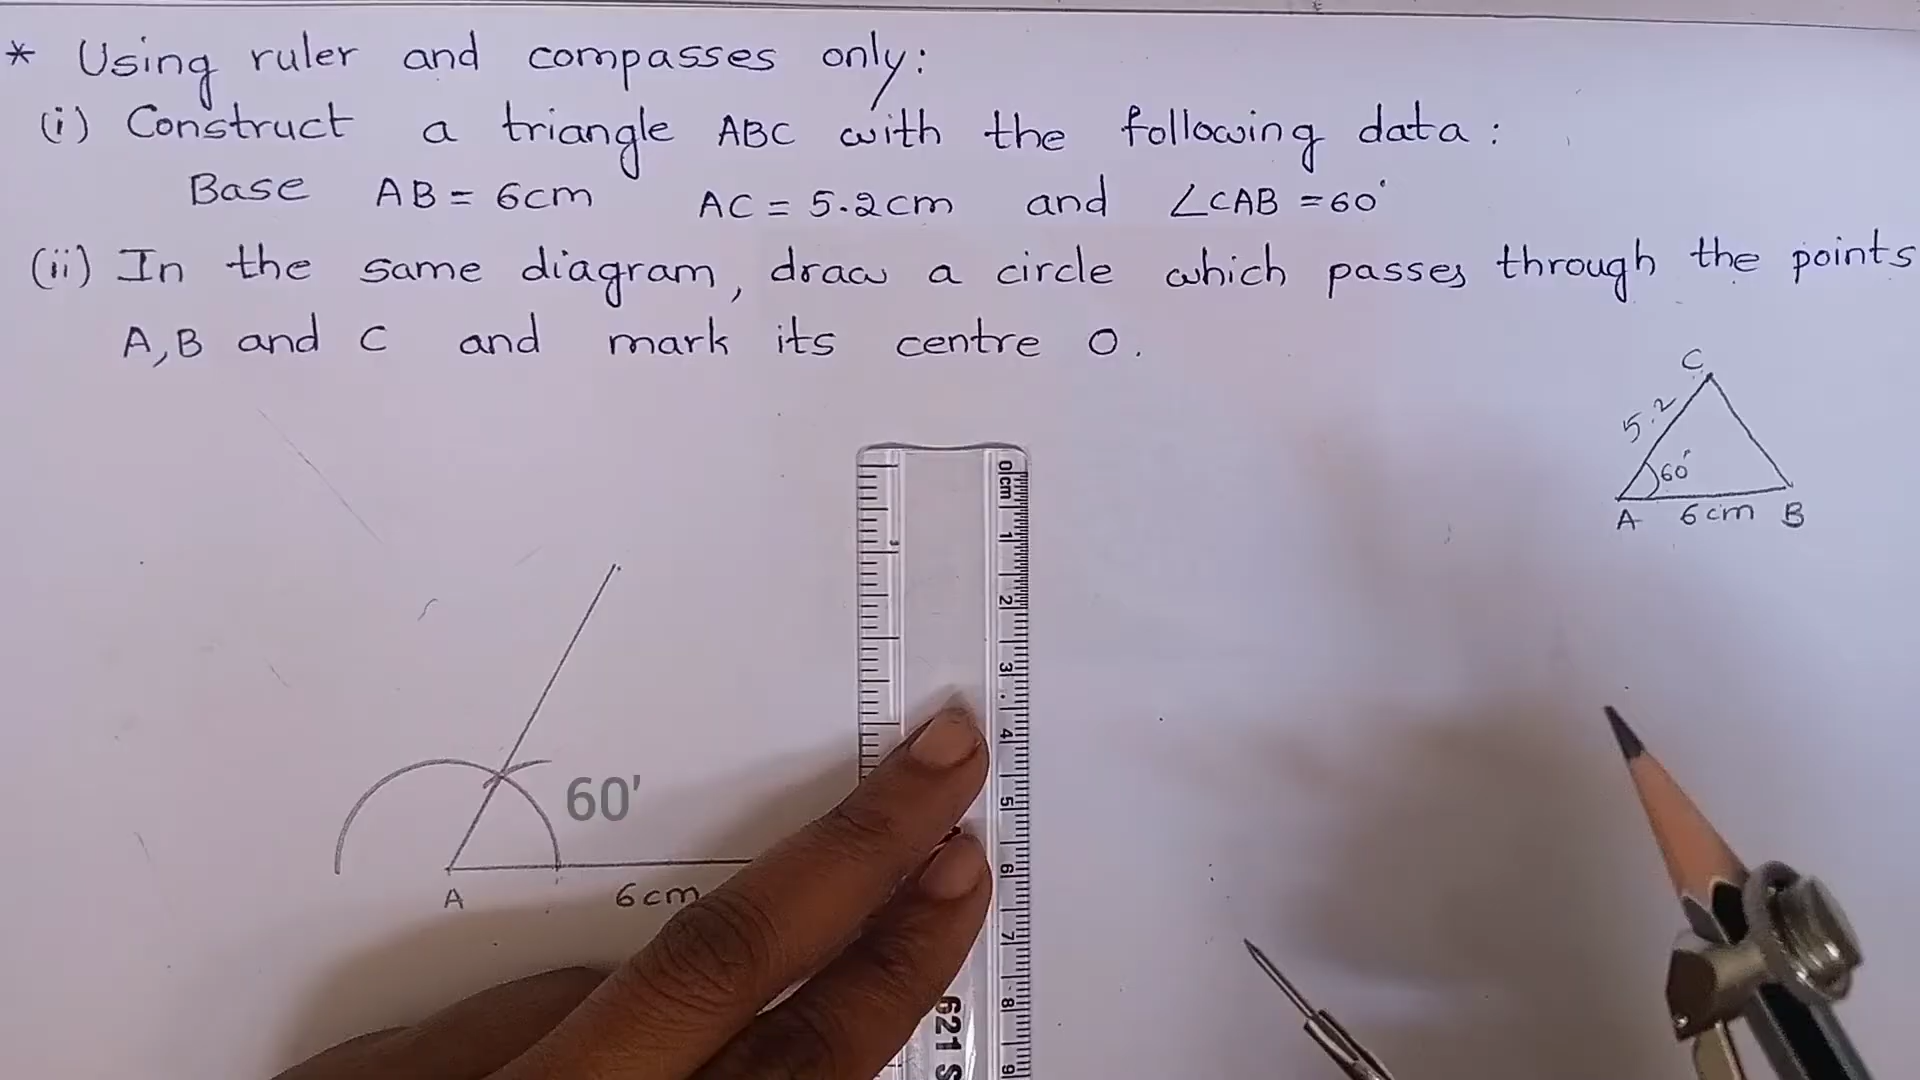 * Using ruler and compasses only:
(i) Construct a triangle ABC with the following data:
Base AB = 6cm AC = 5.2cm and ∠CAB = 60°
(ii) In the same diagram, draw a circle which passes through the points
A, B and C and mark its centre O.
C
5.2
60°
A 6cm B
0cm 1 2 3 4 5 6 7 8 9
60'
A 6cm
621 S